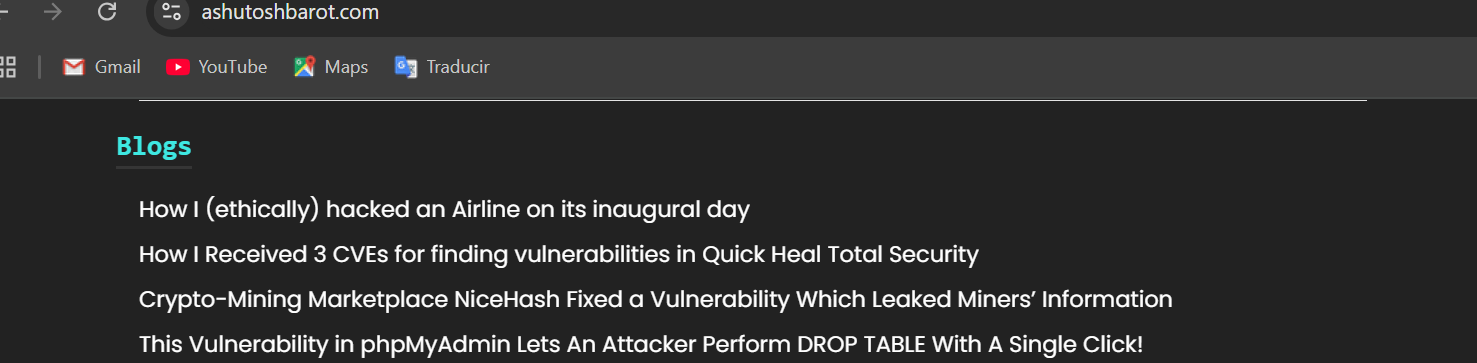 ashutoshbarot.com
Gmail YouTube Maps Traducir
Blogs
How I (ethically) hacked an Airline on its inaugural day
How I Received 3 CVEs for finding vulnerabilities in Quick Heal Total Security
Crypto-Mining Marketplace NiceHash Fixed a Vulnerability Which Leaked Miners’ Information
This Vulnerability in phpMyAdmin Lets An Attacker Perform DROP TABLE With A Single Click!